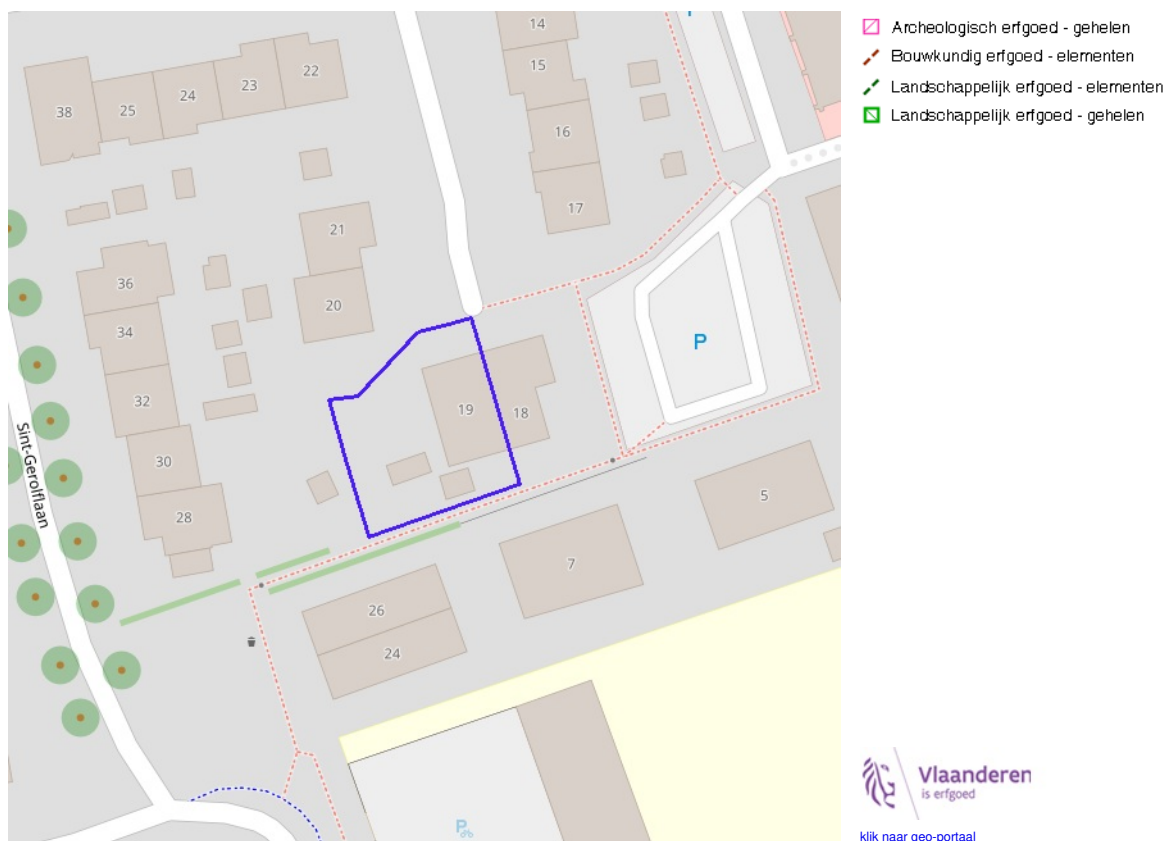 14
15
16
17
22
23
24
25
38
21
20
36
34
32
30
28
19
18
P
P
5
7
26
24
Sint-Gerolflaan
P
Archeologisch erfgoed - gehelen
Bouwkundig erfgoed - elementen
Landschappelijk erfgoed - elementen
Landschappelijk erfgoed - gehelen
Vlaanderen
is erfgoed
klik naar geo-portaal